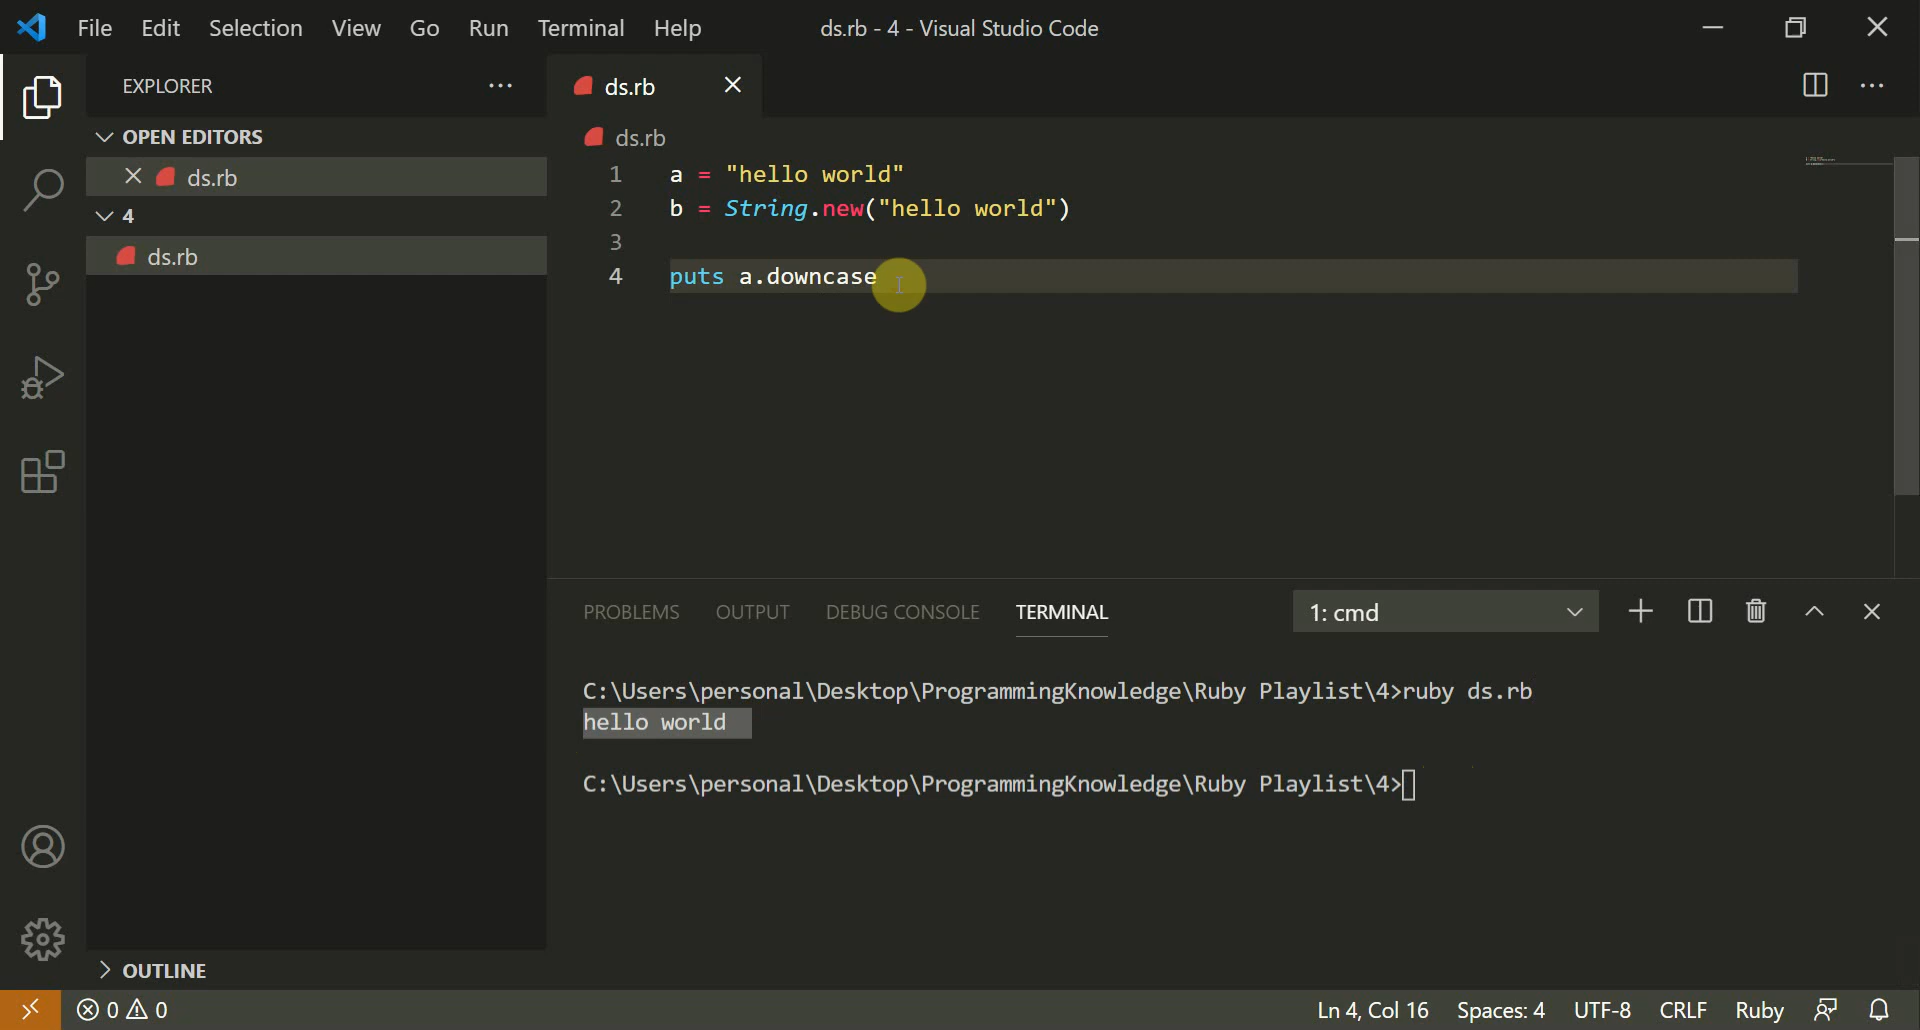 File Edit Selection View Go Run Terminal Help
ds.rb - 4 - Visual Studio Code
EXPLORER
OPEN EDITORS
ds.rb
4
ds.rb
OUTLINE
ds.rb
ds.rb
1 a = "hello world"
2 b = String.new("hello world")
3
4 puts a.downcase
PROBLEMS OUTPUT DEBUG CONSOLE TERMINAL
1: cmd
C:\Users\personal\Desktop\ProgrammingKnowledge\Ruby Playlist\4>ruby ds.rb
hello world
C:\Users\personal\Desktop\ProgrammingKnowledge\Ruby Playlist\4>
0 0
Ln 4, Col 16 Spaces: 4 UTF-8 CRLF Ruby